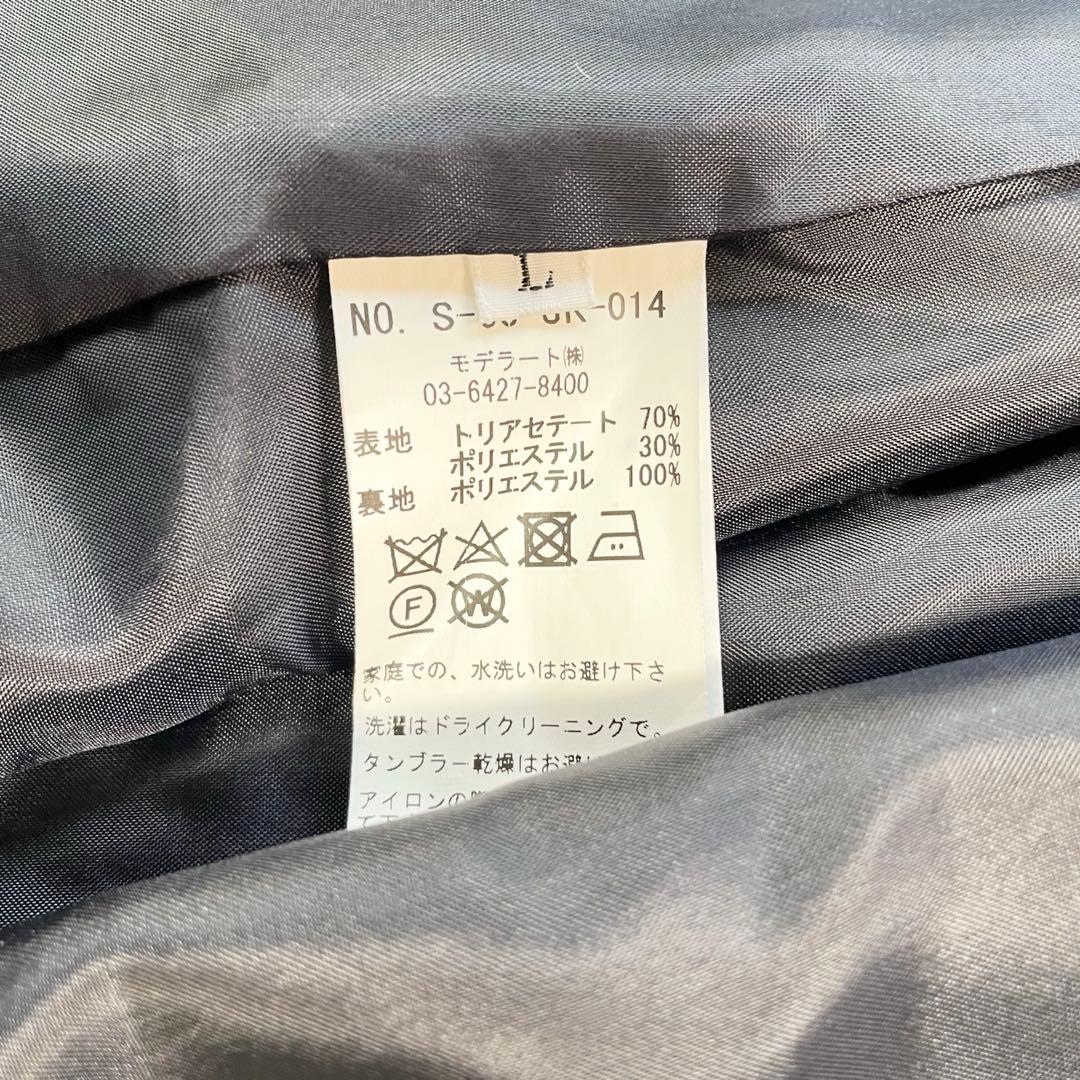 L
NO. S- -014
モデラート㈱
03-6427-8400
表地 トリアセテート 70%
ポリエステル 30%
裏地 ポリエステル 100%
F W
家庭での、水洗いはお避け下さ
い。
洗濯はドライクリーニングで。
タンブラー乾燥はお避
アイロンの
て下